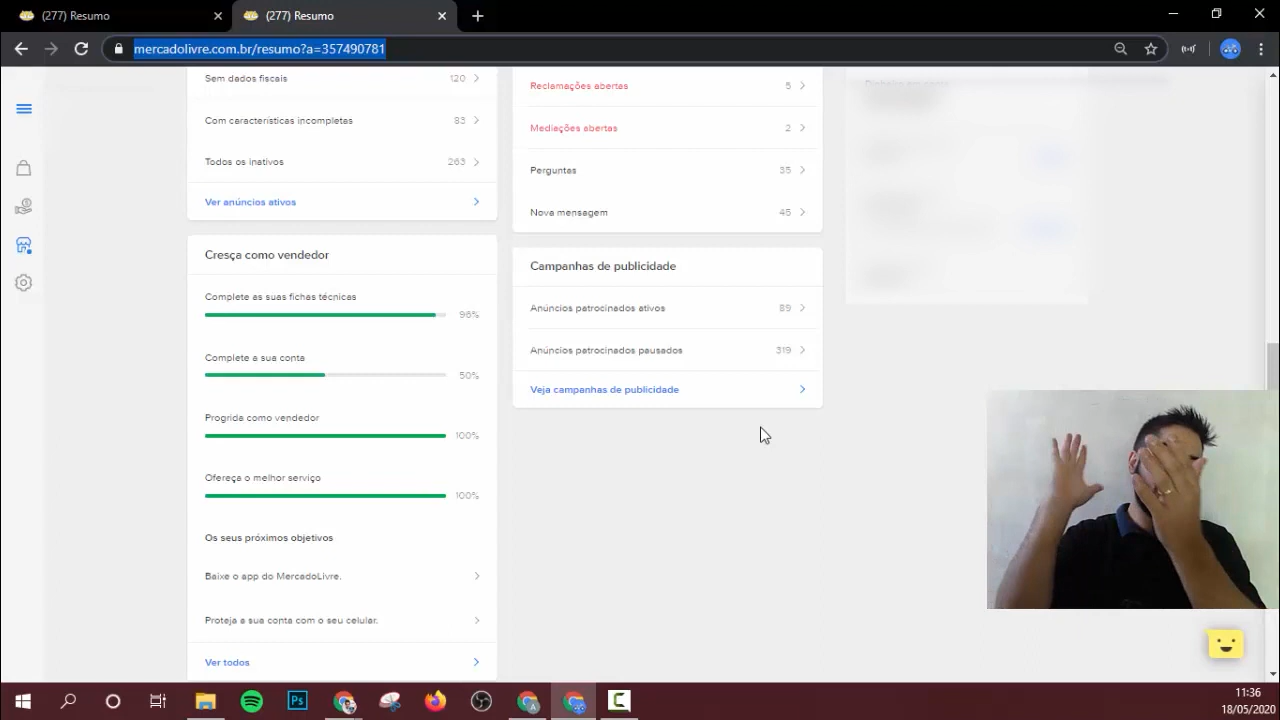 (277) Resumo
(277) Resumo
mercadolivre.com.br/resumo?a=357490781
Sem dados fiscais 120
Com características incompletas 83
Todos os inativos 263
Ver anúncios ativos
Cresça como vendedor
Complete as suas fichas técnicas
96%
Complete a sua conta
50%
Progrida como vendedor
100%
Ofereça o melhor serviço
100%
Os seus próximos objetivos
Baixe o app do MercadoLivre.
Proteja a sua conta com o seu celular.
Ver todos
Reclamações abertas 5
Mediações abertas 2
Perguntas 35
Nova mensagem 45
Campanhas de publicidade
Anúncios patrocinados ativos 89
Anúncios patrocinados pausados 319
Veja campanhas de publicidade
Ps
11:36
18/05/2020